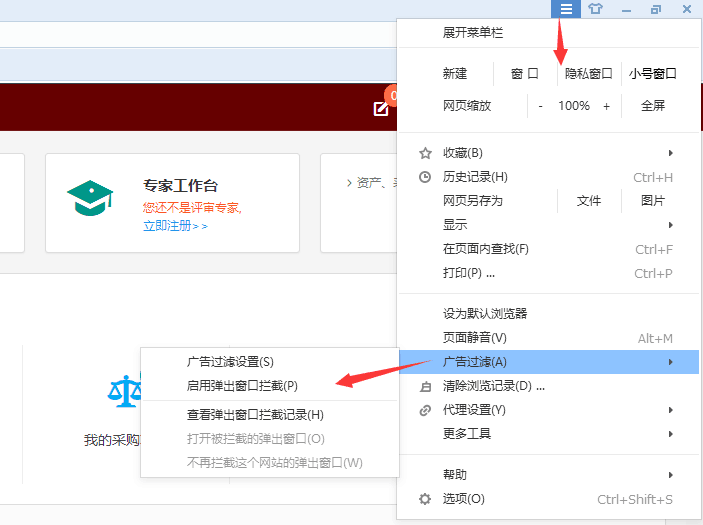 展开菜单栏
新建 窗 口 隐私窗口 小号窗口
网页缩放 - 100% + 全屏
收藏(B)
历史记录(H) Ctrl+H
网页另存为 文件 图片
显示
在页面内查找(F) Ctrl+F
打印(P) ... Ctrl+P
设为默认浏览器
页面静音(V) Alt+M
广告过滤(A)
清除浏览记录(D) ...
代理设置(Y)
更多工具
帮助
选项(O) Ctrl+Shift+S
广告过滤设置(S)
启用弹出窗口拦截(P)
查看弹出窗口拦截记录(H)
打开被拦截的弹出窗口(O)
不再拦截这个网站的弹出窗口(W)
专家工作台
您还不是评审专家,
立即注册>>
> 资产、
我的采购